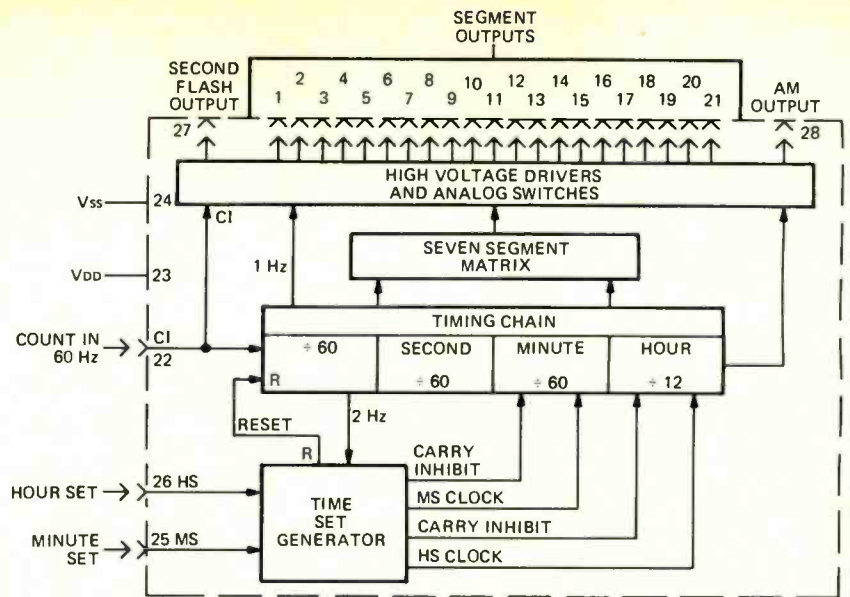 SEGMENT
OUTPUTS
SECOND
FLASH
OUTPUT
27
1
2
3
4
5
6
7
8
9
10
11
12
13
14
15
16
17
18
19
20
21
AM
OUTPUT
28
HIGH VOLTAGE DRIVERS
AND ANALOG SWITCHES
VSS
24
CI
1 Hz
SEVEN SEGMENT
MATRIX
VDD
23
TIMING CHAIN
COUNT IN
60 Hz
CI
22
÷ 60
R
SECOND
÷ 60
MINUTE
÷ 60
HOUR
÷ 12
RESET
2 Hz
R
CARRY
INHIBIT
HOUR SET
26 HS
TIME
SET
GENERATOR
MS CLOCK
CARRY INHIBIT
MINUTE
SET
25 MS
HS CLOCK